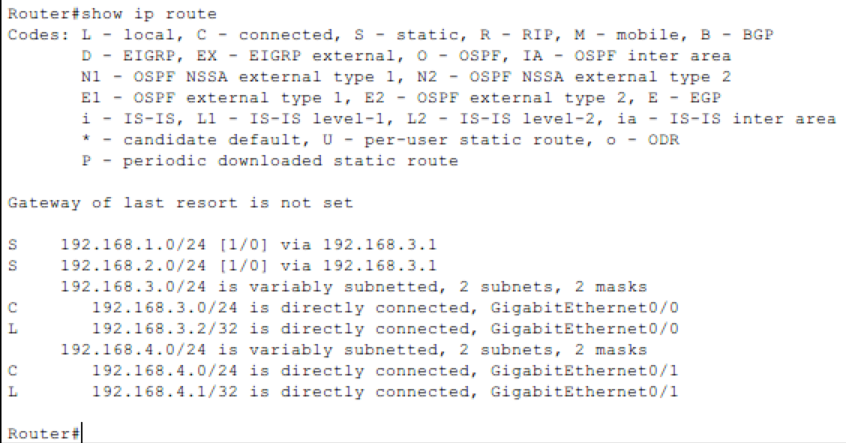 Router#show ip route
Codes: L - local, C - connected, S - static, R - RIP, M - mobile, B - BGP
D - EIGRP, EX - EIGRP external, O - OSPF, IA - OSPF inter area
N1 - OSPF NSSA external type 1, N2 - OSPF NSSA external type 2
E1 - OSPF external type 1, E2 - OSPF external type 2, E - EGP
i - IS-IS, L1 - IS-IS level-1, L2 - IS-IS level-2, ia - IS-IS inter area
* - candidate default, U - per-user static route, o - ODR
P - periodic downloaded static route
Gateway of last resort is not set
S 192.168.1.0/24 [1/0] via 192.168.3.1
S 192.168.2.0/24 [1/0] via 192.168.3.1
192.168.3.0/24 is variably subnetted, 2 subnets, 2 masks
C 192.168.3.0/24 is directly connected, GigabitEthernet0/0
L 192.168.3.2/32 is directly connected, GigabitEthernet0/0
192.168.4.0/24 is variably subnetted, 2 subnets, 2 masks
C 192.168.4.0/24 is directly connected, GigabitEthernet0/1
L 192.168.4.1/32 is directly connected, GigabitEthernet0/1
Router#